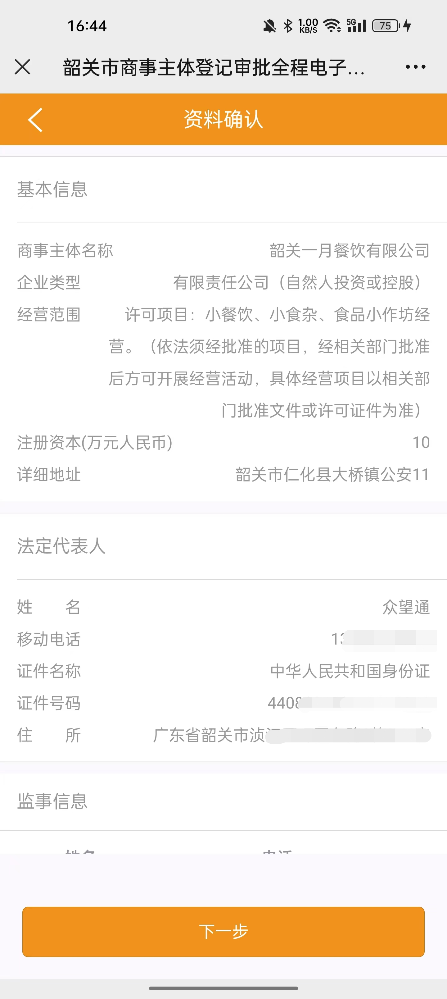 16:44
1.00
KB/S
5G
75
韶关市商事主体登记审批全程电子...
资料确认
基本信息
商事主体名称 韶关一月餐饮有限公司
企业类型 有限责任公司（自然人投资或控股）
经营范围 许可项目：小餐饮、小食杂、食品小作坊经
营。（依法须经批准的项目，经相关部门批准
后方可开展经营活动，具体经营项目以相关部
门批准文件或许可证件为准）
注册资本(万元人民币) 10
详细地址 韶关市仁化县大桥镇公安11
法定代表人
姓 名 众望通
移动电话 13
证件名称 中华人民共和国身份证
证件号码 4408
住 所 广东省韶关市浈
监事信息
姓名 电话
下一步